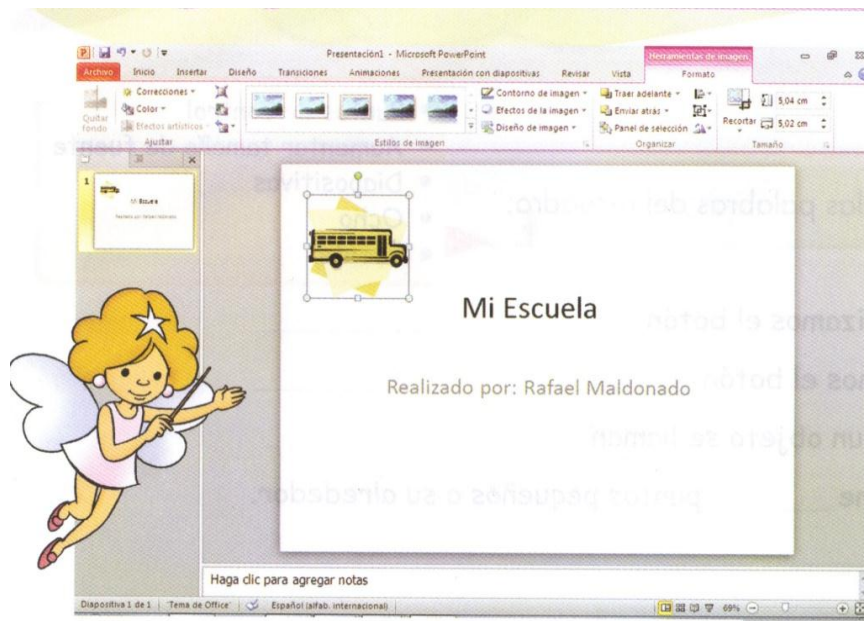 Presentación1 - Microsoft PowerPoint
Herramientas de imagen
Archivo Inicio Insertar Diseño Transiciones Animaciones Presentación con diapositivas Revisar Vista Formato
Quitar fondo
Correcciones
Color
Efectos artísticos
Ajustar
Estilos de imagen
Contorno de imagen
Efectos de la imagen
Diseño de imagen
Traer adelante
Enviar atrás
Panel de selección
Organizar
Recortar
5,04 cm
5,02 cm
Tamaño
1
Mi Escuela
Mi Escuela
Realizado por: Rafael Maldonado
Haga clic para agregar notas
Diapositiva 1 de 1 "Tema de Office" Español (alfab. internacional) 69%